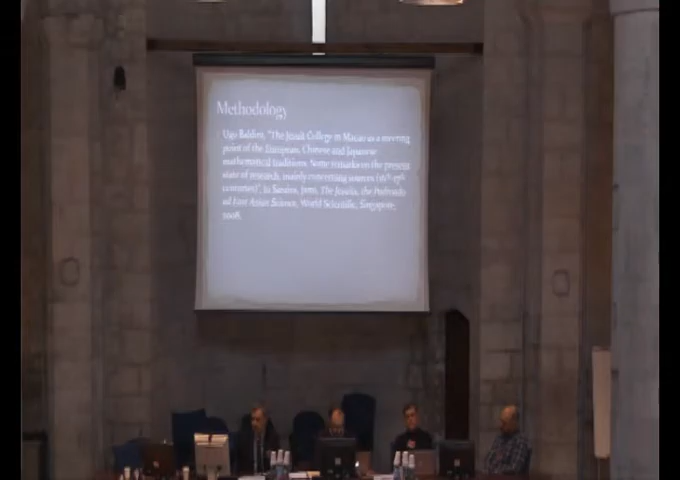 Methodology
Ugo Baldini, "The Jesuit College in Macao as a meeting
point of the European, Chinese and Japanese
mathematical traditions. Some remarks on the present
state of research, mainly concerning sources (16th-17th
centuries)", in Saraiva, Jami, The Jesuits, the Padroado
ad East Asian Science, World Scientific, Singapore,
2008.